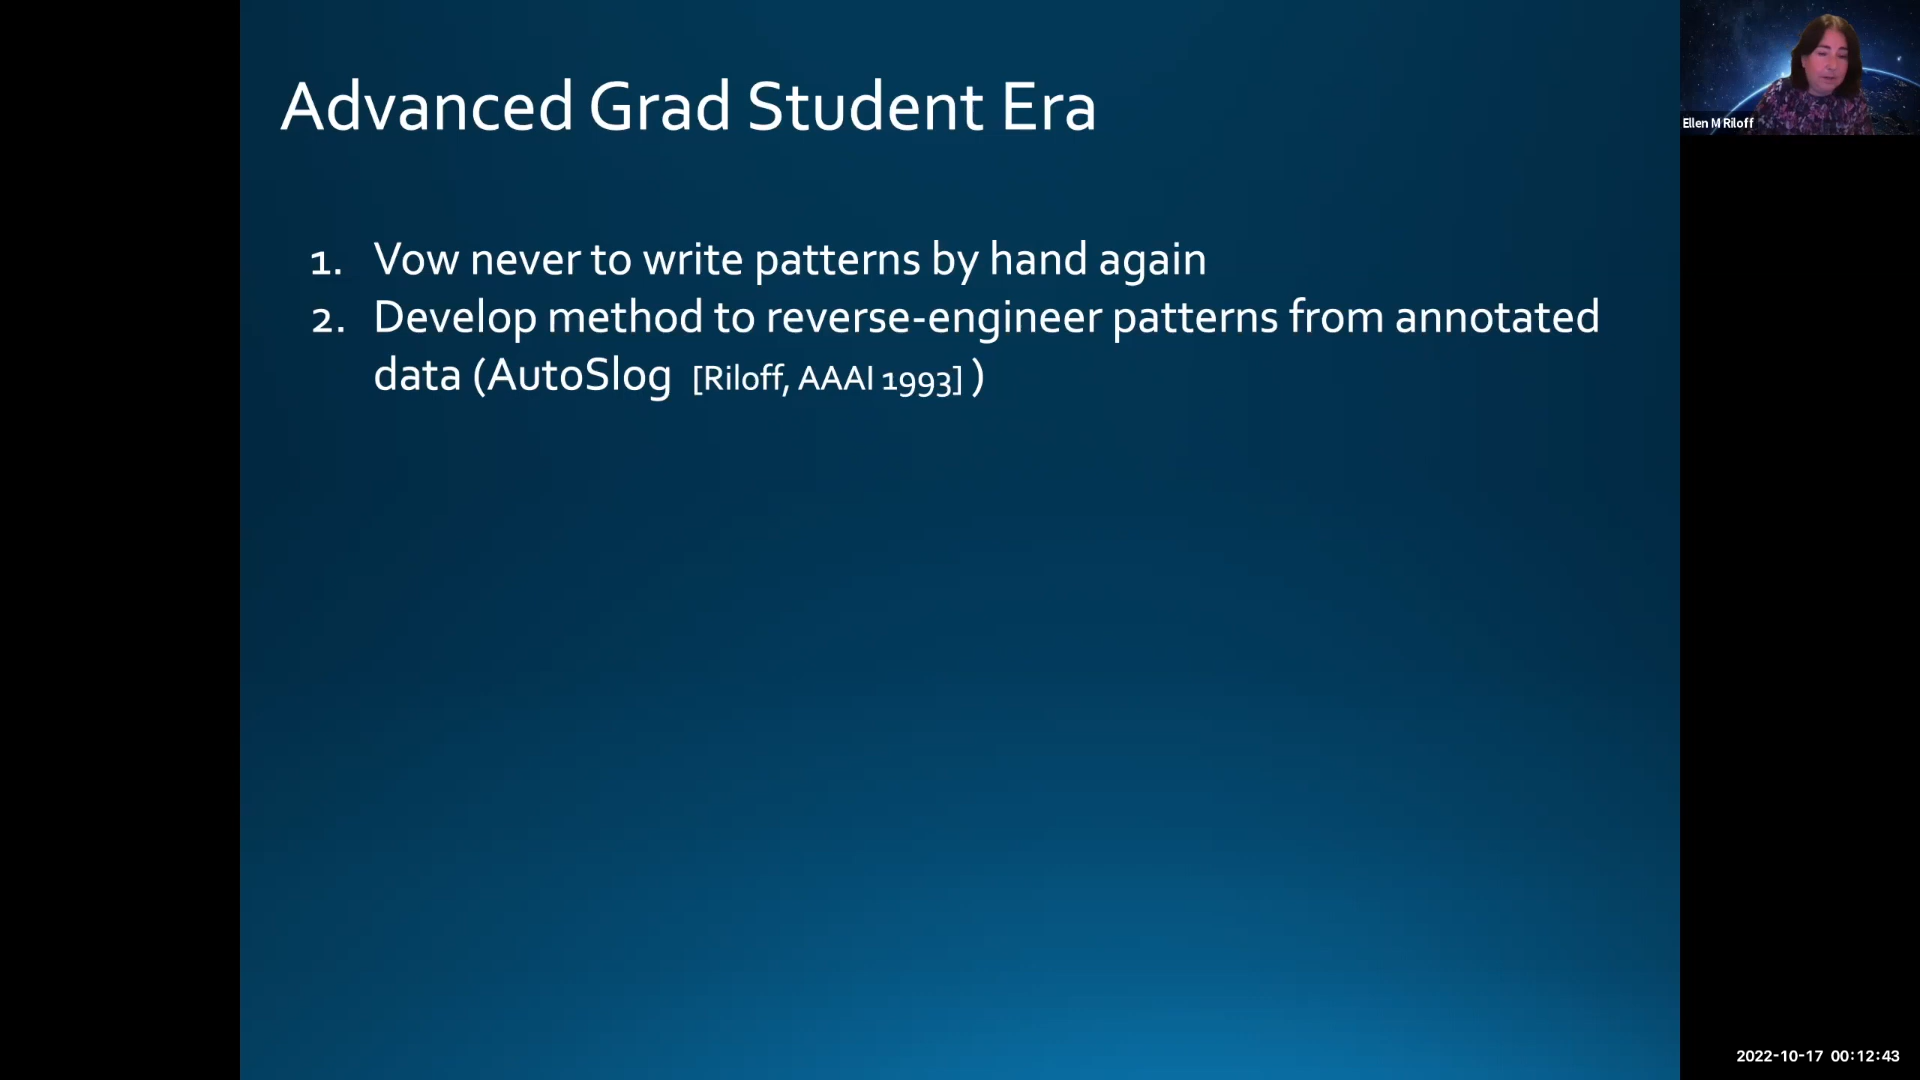 Advanced Grad Student Era
1. Vow never to write patterns by hand again
2. Develop method to reverse-engineer patterns from annotated
data (AutoSlog [Riloff, AAAI 1993] )
Ellen M Riloff
2022-10-17 00:12:43